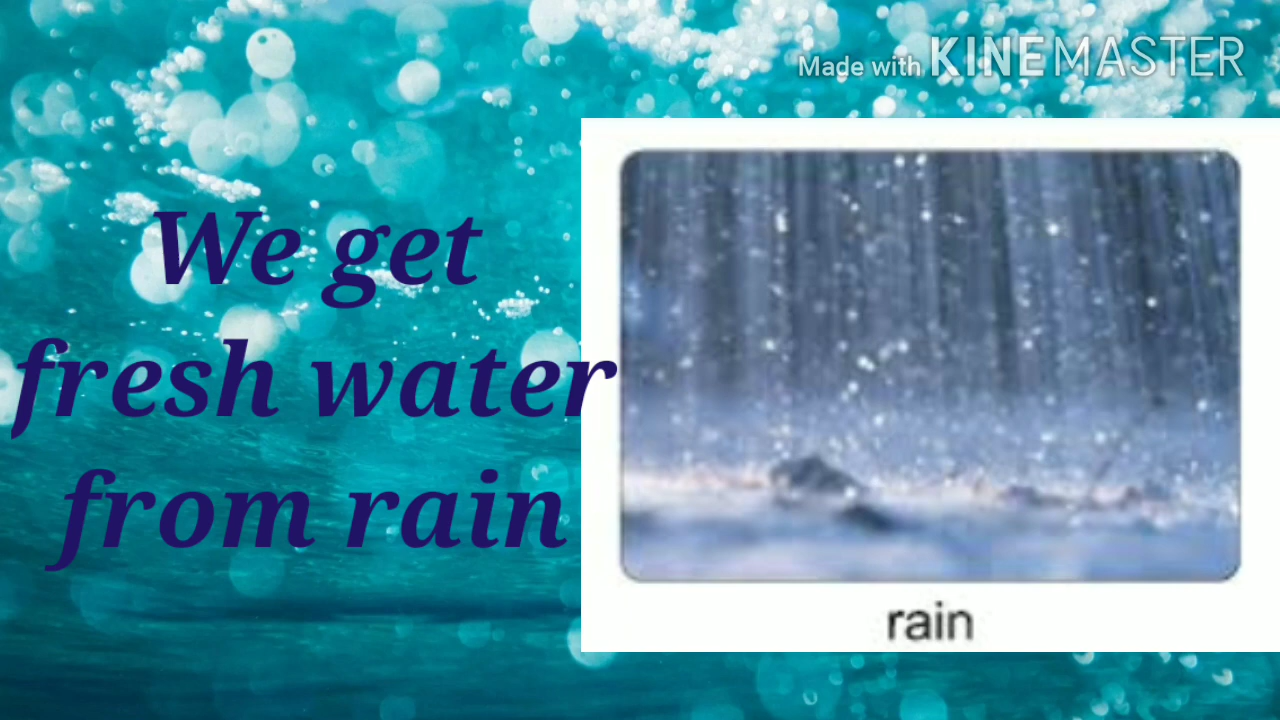 Made with KINEMASTER
We get
fresh water
from rain
rain